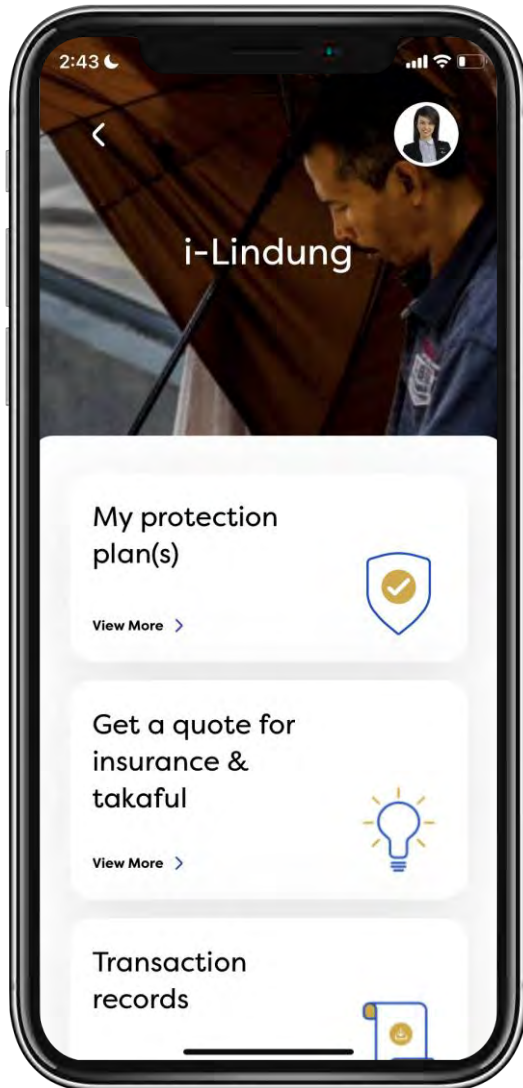 2:43
i-Lindung
My protection
plan(s)
View More
Get a quote for
insurance &
takaful
View More
Transaction
records